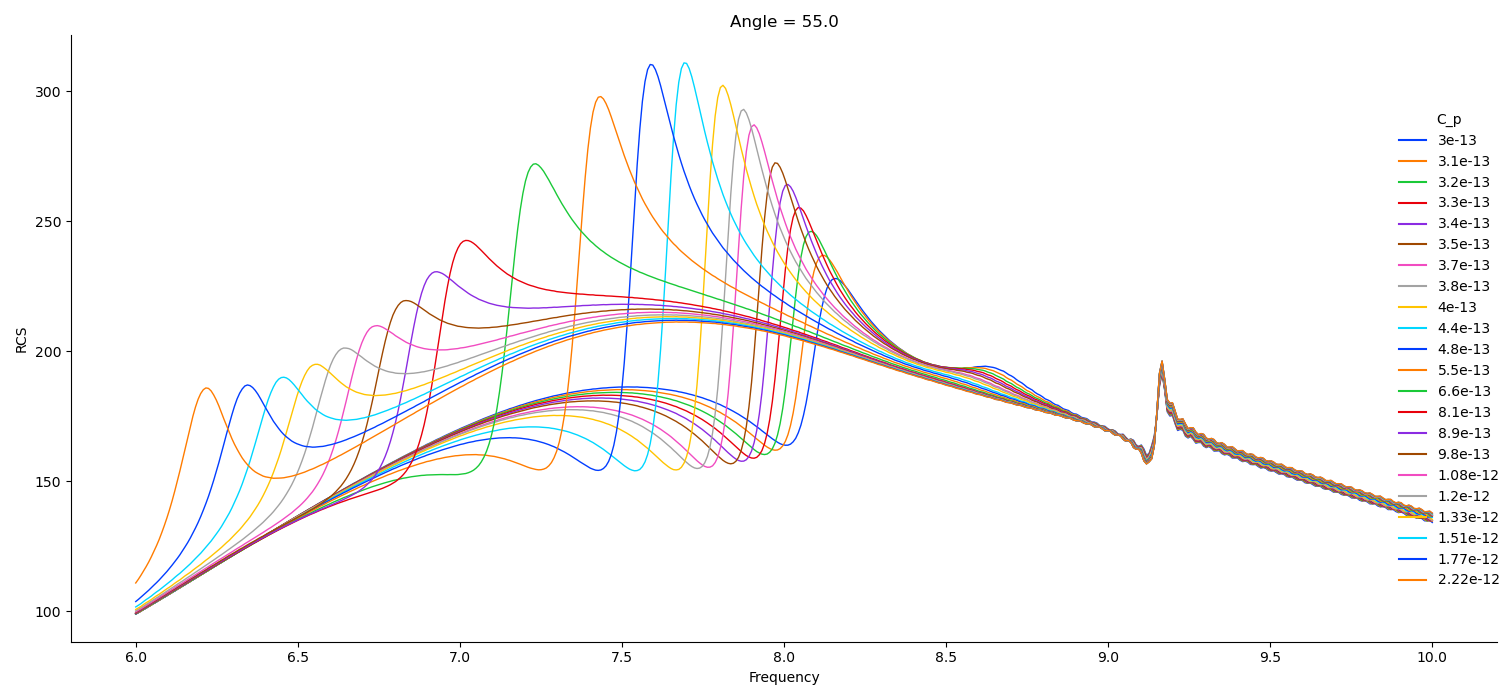 Angle = 55.0
RCS
300
250
200
150
100
6.0 6.5 7.0 7.5 8.0 8.5 9.0 9.5 10.0
Frequency
C_p
3e-13
3.1e-13
3.2e-13
3.3e-13
3.4e-13
3.5e-13
3.7e-13
3.8e-13
4e-13
4.4e-13
4.8e-13
5.5e-13
6.6e-13
8.1e-13
8.9e-13
9.8e-13
1.08e-12
1.2e-12
1.33e-12
1.51e-12
1.77e-12
2.22e-12